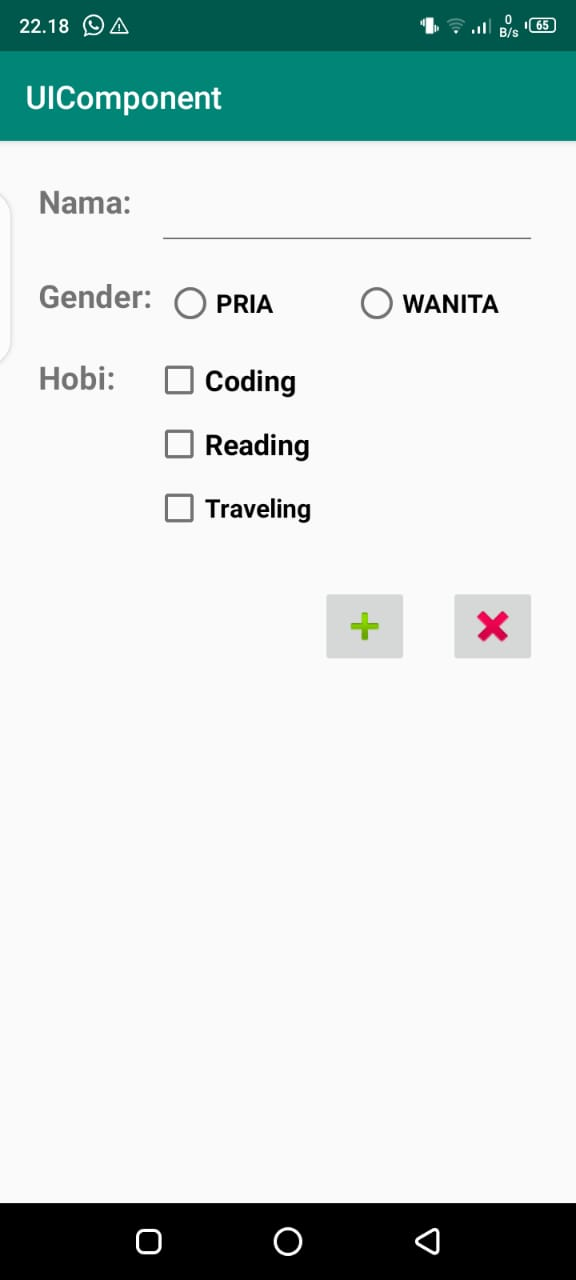 22.18 0 B/s 65
UIComponent
Nama:
Gender: PRIA WANITA
Hobi: Coding
Reading
Traveling